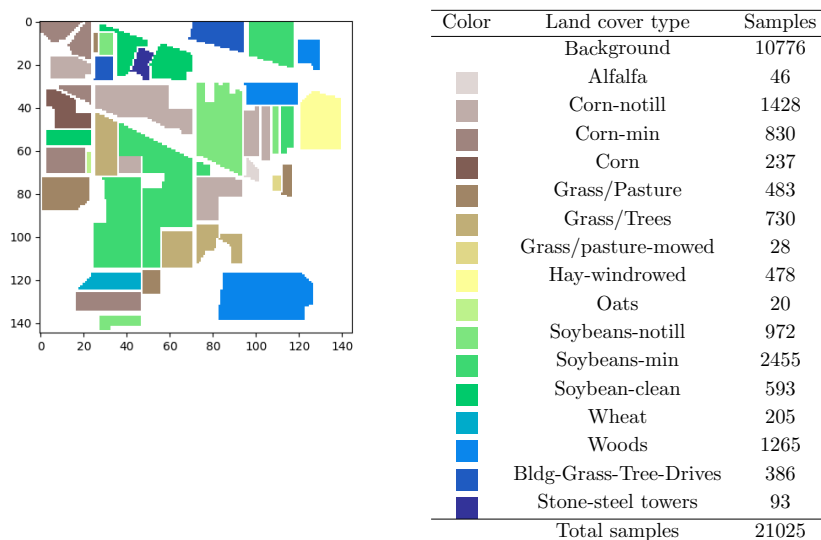 0
20
40
60
80
100
120
140
0 20 40 60 80 100 120 140
Color Land cover type Samples
Background 10776
Alfalfa 46
Corn-notill 1428
Corn-min 830
Corn 237
Grass/Pasture 483
Grass/Trees 730
Grass/pasture-mowed 28
Hay-windrowed 478
Oats 20
Soybeans-notill 972
Soybeans-min 2455
Soybean-clean 593
Wheat 205
Woods 1265
Bldg-Grass-Tree-Drives 386
Stone-steel towers 93
Total samples 21025